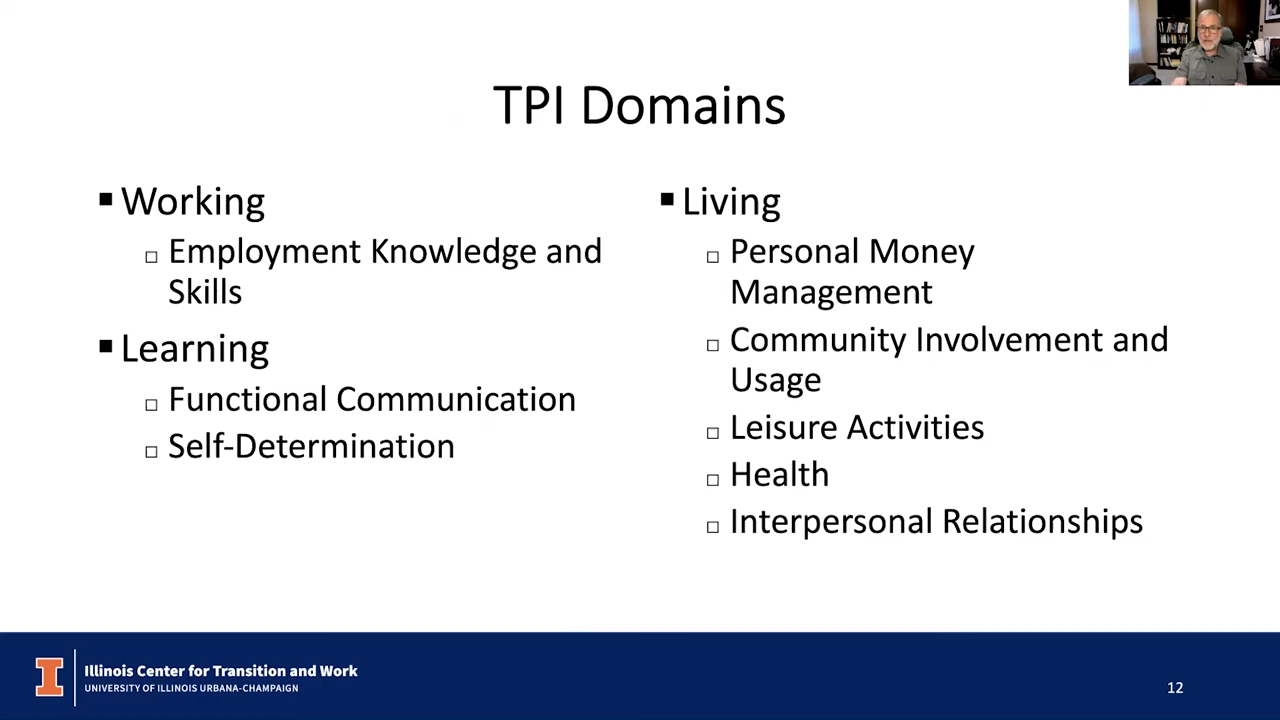 TPI Domains
▪ Working
□ Employment Knowledge and
Skills
▪ Learning
□ Functional Communication
□ Self-Determination
▪ Living
□ Personal Money
Management
□ Community Involvement and
Usage
□ Leisure Activities
□ Health
□ Interpersonal Relationships
I
Illinois Center for Transition and Work
UNIVERSITY OF ILLINOIS URBANA-CHAMPAIGN
12